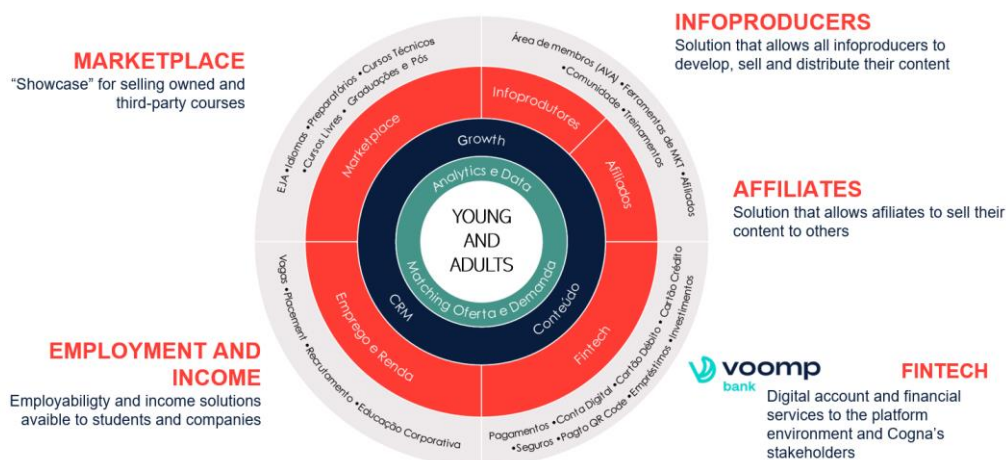 MARKETPLACE
“Showcase” for selling owned and
third-party courses
INFOPRODUCERS
Solution that allows all infoproducers to
develop, sell and distribute their content
AFFILIATES
Solution that allows afiliates to sell their
content to others
EMPLOYMENT AND
INCOME
Employabiligty and income solutions
avaible to students and companies
voomp
bank
FINTECH
Digital account and financial
services to the platform
environment and Cogna’s
stakeholders
EJA •Idiomas •Preparatórios •Cursos Técnicos
•Cursos Livres • Graduações e Pós
Área de membros (AVA) •Ferramentas de MKT •Afiliados
•Comunidade •Treinamentos
Marketplace
Infoprodutores
Afiliados
Growth
Analytics e Data
YOUNG
AND
ADULTS
Matching Oferta e Demanda
CRM
Conteúdo
Emprego e Renda
Fintech
Vagas •Placement •Recrutamento •Educação Corporativa
Pagamentos •Conta Digital •Cartão Débito •Cartão Crédito
•Seguros •Pagto QR Code •Empréstimos •Investimentos